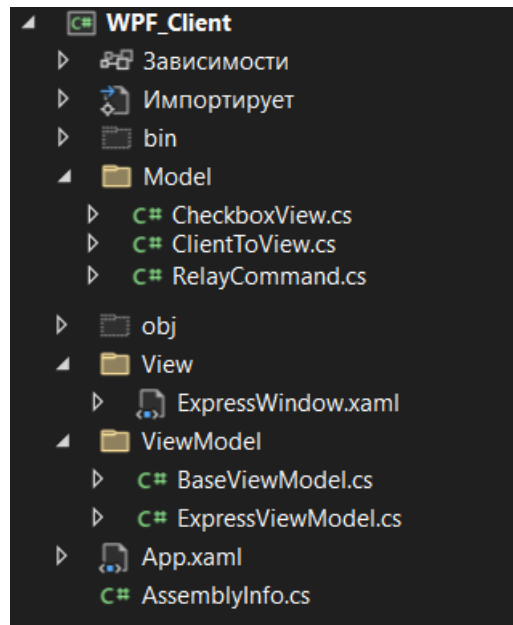 C# WPF_Client
Зависимости
Импортирует
bin
Model
C# CheckboxView.cs
C# ClientToView.cs
C# RelayCommand.cs
obj
View
ExpressWindow.xaml
ViewModel
C# BaseViewModel.cs
C# ExpressViewModel.cs
App.xaml
C# AssemblyInfo.cs